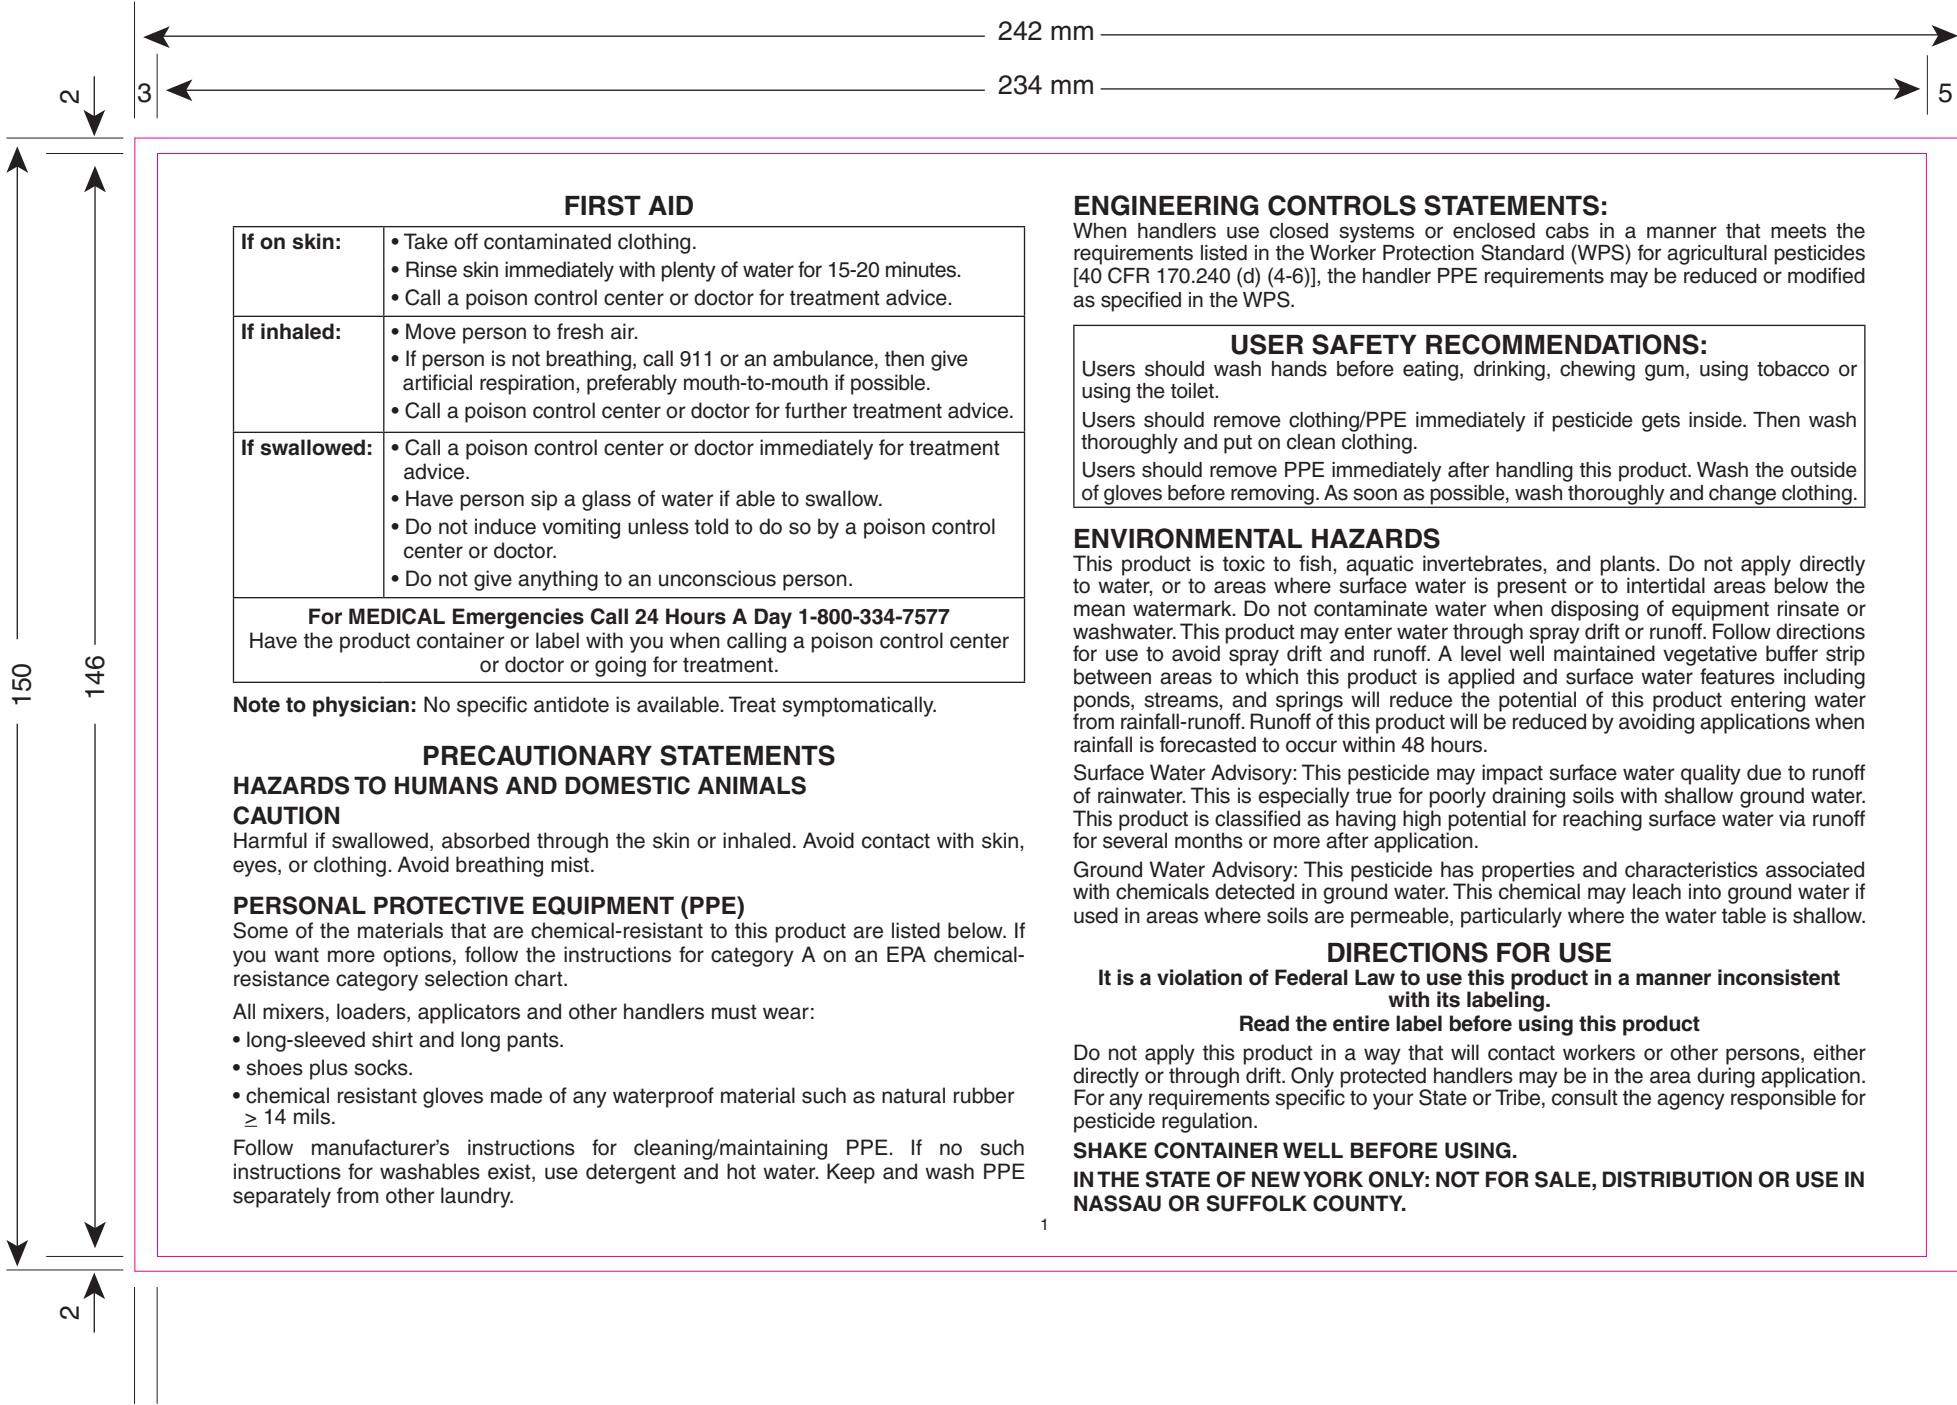 242 mm
234 mm
3
5
2
150
146
2
FIRST AID
If on skin:
• Take off contaminated clothing.
• Rinse skin immediately with plenty of water for 15-20 minutes.
• Call a poison control center or doctor for treatment advice.
If inhaled:
• Move person to fresh air.
• If person is not breathing, call 911 or an ambulance, then give
artificial respiration, preferably mouth-to-mouth if possible.
• Call a poison control center or doctor for further treatment advice.
If swallowed:
• Call a poison control center or doctor immediately for treatment
advice.
• Have person sip a glass of water if able to swallow.
• Do not induce vomiting unless told to do so by a poison control
center or doctor.
• Do not give anything to an unconscious person.
For MEDICAL Emergencies Call 24 Hours A Day 1-800-334-7577
Have the product container or label with you when calling a poison control center
or doctor or going for treatment.
Note to physician: No specific antidote is available. Treat symptomatically.
PRECAUTIONARY STATEMENTS
HAZARDS TO HUMANS AND DOMESTIC ANIMALS
CAUTION
Harmful if swallowed, absorbed through the skin or inhaled. Avoid contact with skin,
eyes, or clothing. Avoid breathing mist.
PERSONAL PROTECTIVE EQUIPMENT (PPE)
Some of the materials that are chemical-resistant to this product are listed below. If
you want more options, follow the instructions for category A on an EPA chemical-
resistance category selection chart.
All mixers, loaders, applicators and other handlers must wear:
• long-sleeved shirt and long pants.
• shoes plus socks.
• chemical resistant gloves made of any waterproof material such as natural rubber
≥ 14 mils.
Follow manufacturer's instructions for cleaning/maintaining PPE. If no such
instructions for washables exist, use detergent and hot water. Keep and wash PPE
separately from other laundry.
ENGINEERING CONTROLS STATEMENTS:
When handlers use closed systems or enclosed cabs in a manner that meets the
requirements listed in the Worker Protection Standard (WPS) for agricultural pesticides
[40 CFR 170.240 (d) (4-6)], the handler PPE requirements may be reduced or modified
as specified in the WPS.
USER SAFETY RECOMMENDATIONS:
Users should wash hands before eating, drinking, chewing gum, using tobacco or
using the toilet.
Users should remove clothing/PPE immediately if pesticide gets inside. Then wash
thoroughly and put on clean clothing.
Users should remove PPE immediately after handling this product. Wash the outside
of gloves before removing. As soon as possible, wash thoroughly and change clothing.
ENVIRONMENTAL HAZARDS
This product is toxic to fish, aquatic invertebrates, and plants. Do not apply directly
to water, or to areas where surface water is present or to intertidal areas below the
mean watermark. Do not contaminate water when disposing of equipment rinsate or
washwater. This product may enter water through spray drift or runoff. Follow directions
for use to avoid spray drift and runoff. A level well maintained vegetative buffer strip
between areas to which this product is applied and surface water features including
ponds, streams, and springs will reduce the potential of this product entering water
from rainfall-runoff. Runoff of this product will be reduced by avoiding applications when
rainfall is forecasted to occur within 48 hours.
Surface Water Advisory: This pesticide may impact surface water quality due to runoff
of rainwater. This is especially true for poorly draining soils with shallow ground water.
This product is classified as having high potential for reaching surface water via runoff
for several months or more after application.
Ground Water Advisory: This pesticide has properties and characteristics associated
with chemicals detected in ground water. This chemical may leach into ground water if
used in areas where soils are permeable, particularly where the water table is shallow.
DIRECTIONS FOR USE
It is a violation of Federal Law to use this product in a manner inconsistent
with its labeling.
Read the entire label before using this product
Do not apply this product in a way that will contact workers or other persons, either
directly or through drift. Only protected handlers may be in the area during application.
For any requirements specific to your State or Tribe, consult the agency responsible for
pesticide regulation.
SHAKE CONTAINER WELL BEFORE USING.
IN THE STATE OF NEW YORK ONLY: NOT FOR SALE, DISTRIBUTION OR USE IN
NASSAU OR SUFFOLK COUNTY.
1